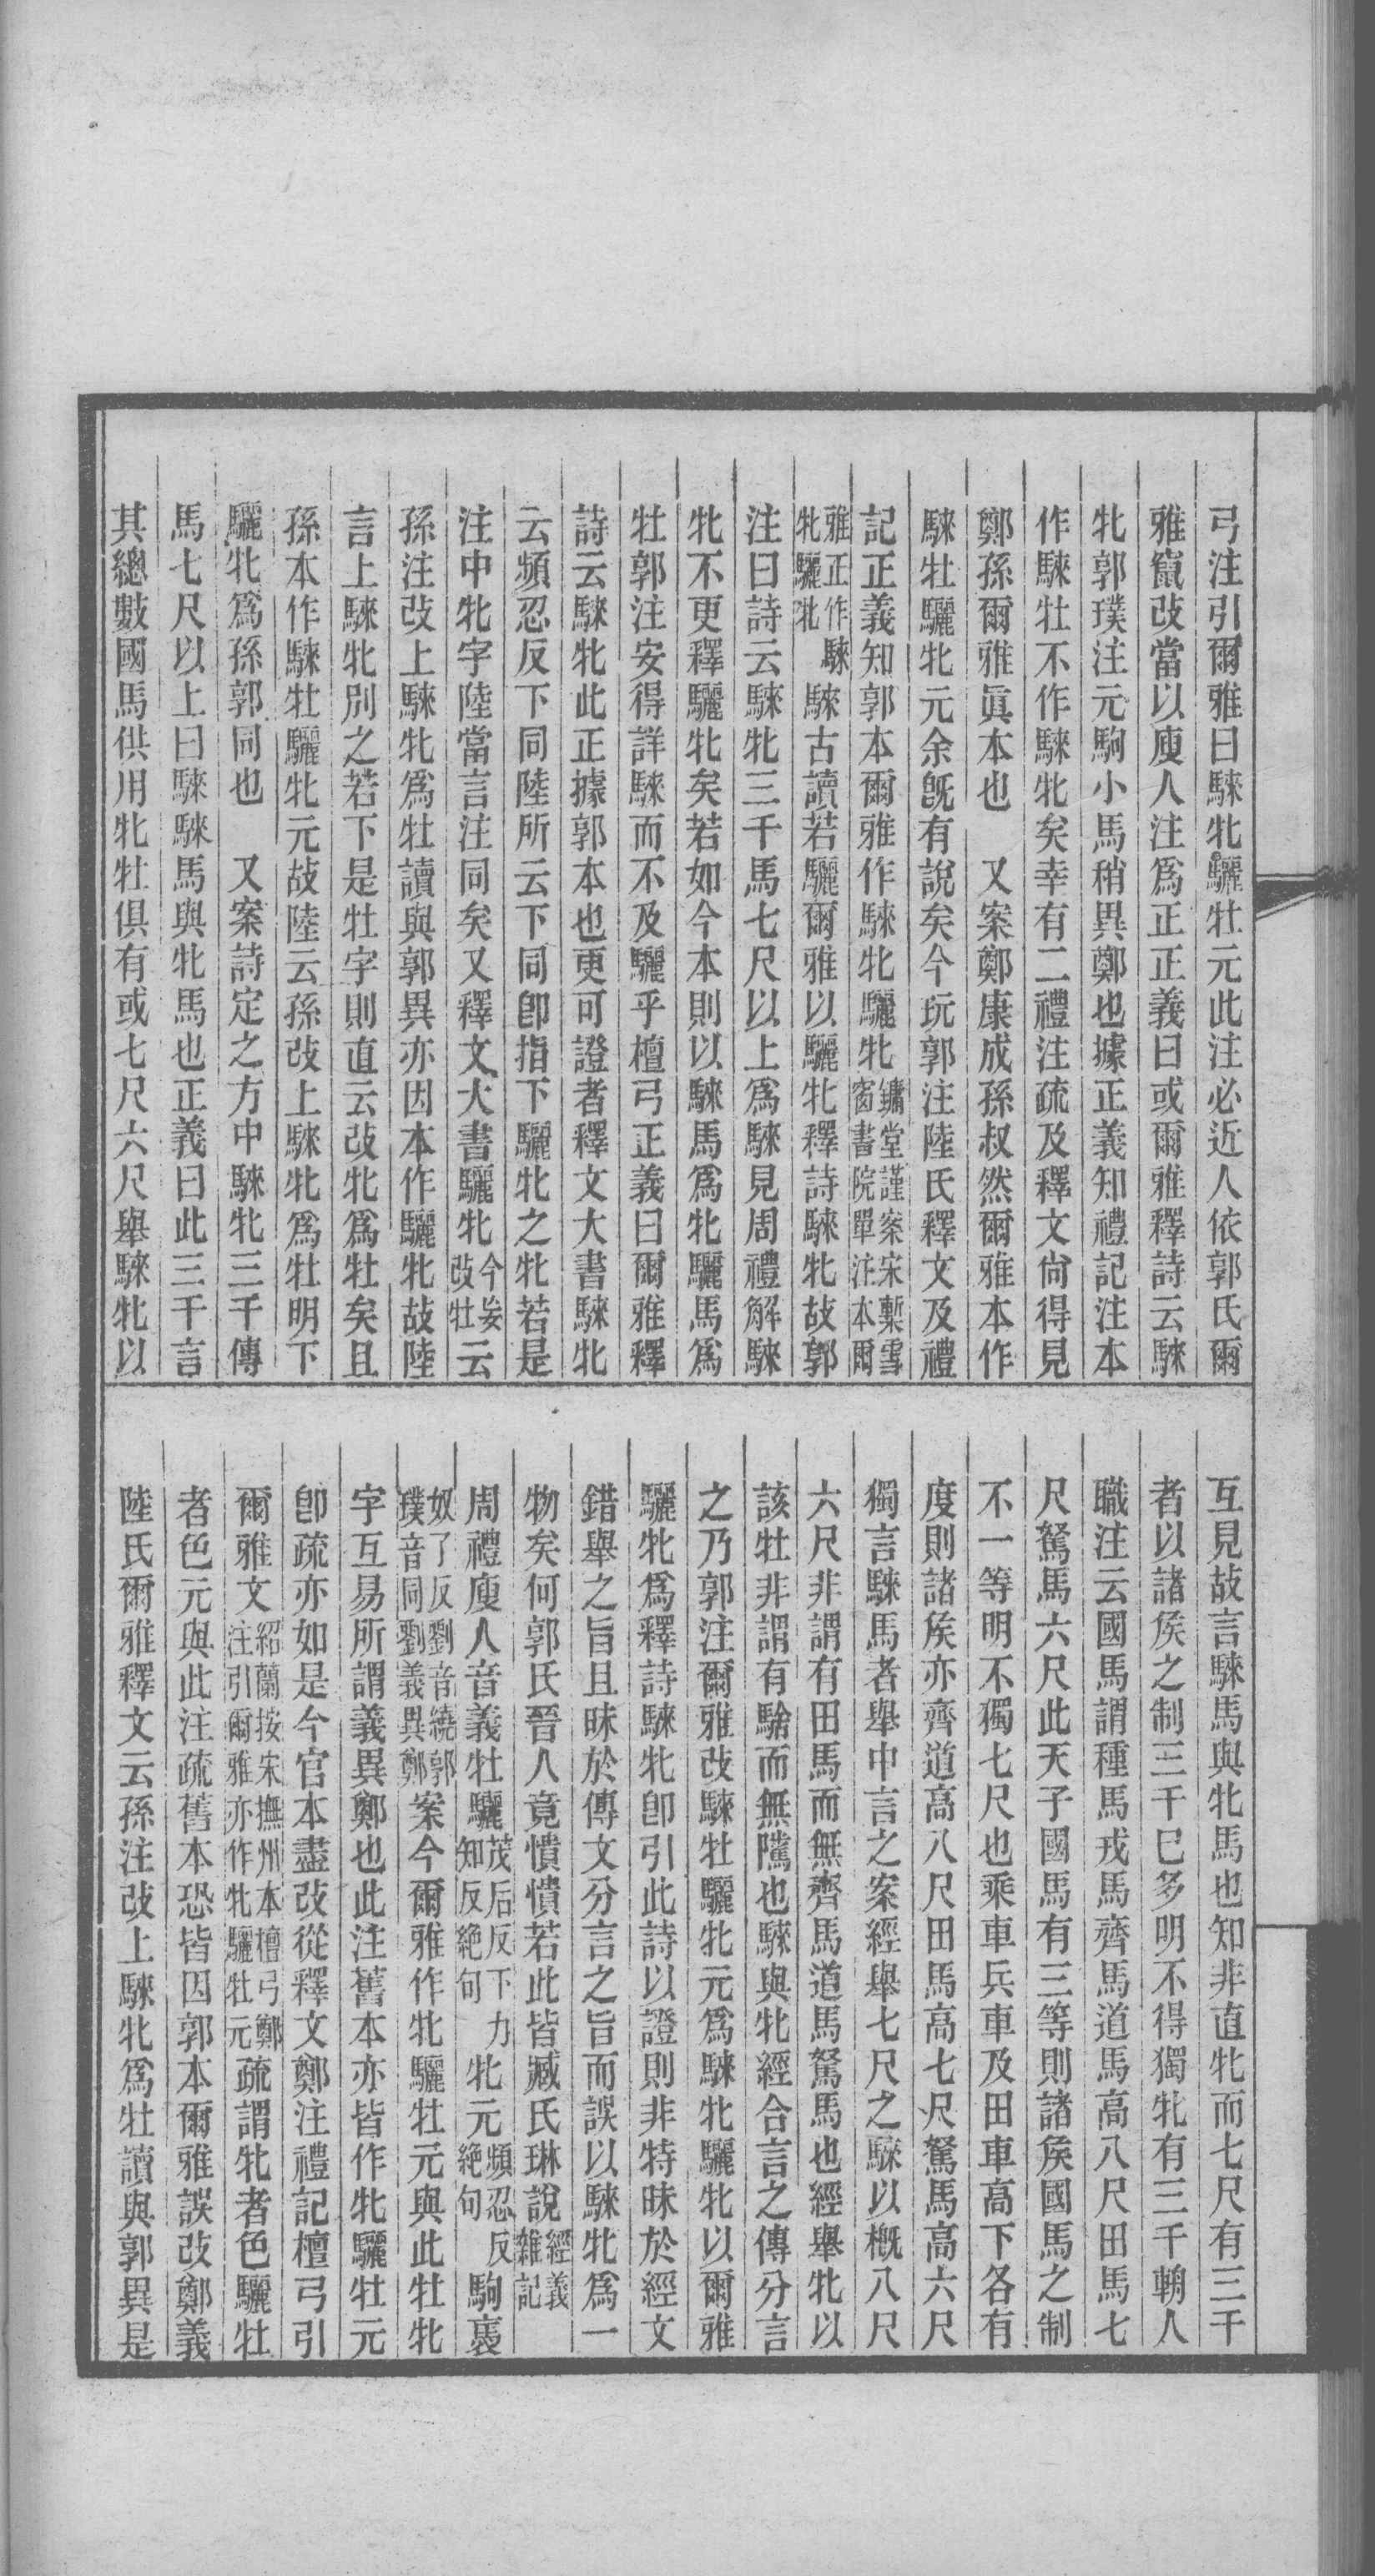 弓注引爾雅曰騋牝驪牡元此注必近人依郭氏爾
雅竄改當以廋人注爲正正義曰或爾雅釋詩云騋
牝郭璞注元駒小馬稍異鄭也據正義知禮記注本
作騋牡不作騋牝矣幸有二禮注疏及釋文尙得見
鄭孫爾雅眞本也　又案鄭康成孫叔然爾雅本作
騋牡驪牝元余旣有說矣今玩郭注陸氏釋文及禮
記正義知郭本爾雅作騋牝驪牝鏞堂謹案宋槧雪窗書院單注本爾
雅正作騋牝驪牝騋古讀若驪爾雅以驪牝釋詩騋牝故郭
注曰詩云騋牝三千馬七尺以上爲騋見周禮解騋
牝不更釋驪牝矣若如今本則以騋馬爲牝驪馬爲
牡郭注安得詳騋而不及驪乎檀弓正義曰爾雅釋
詩云騋牝此正據郭本也更可證者釋文大書騋牝
云頻忍反下同陸所云下同卽指下驪牝之牝若是
注中牝字陸當言注同矣又釋文大書驪牝今妄改牡云
孫注改上騋牝爲牡讀與郭異亦因本作驪牝故陸
言上騋牝別之若下是牡字則直云改牝爲牡矣且
孫本作騋牡驪牝元故陸云孫改上騋牝爲牡明下
驪牝爲孫郭同也　又案詩定之方中騋牝三千傳
馬七尺以上曰騋騋馬與牝馬也正義曰此三千言
其總數國馬供用牝牡俱有或七尺六尺舉騋牝以
互見故言騋馬與牝馬也知非直牝而七尺有三千
者以諸侯之制三千已多明不得獨牝有三千輈人
職注云國馬謂種馬戎馬齊馬道馬高八尺田馬七
尺駑馬六尺此天子國馬有三等則諸侯國馬之制
不一等明不獨七尺也乘車兵車及田車高下各有
度則諸侯亦齊道高八尺田馬高七尺駑馬高六尺
獨言騋馬者舉中言之案經舉七尺之騋以概八尺
六尺非謂有田馬而無齊馬道馬駑馬也經舉牝以
該牡非謂有騇而無騭也騋與牝經合言之傳分言
之乃郭注爾雅改騋牡驪牝元爲騋牝驪牝以爾雅
驪牝爲釋詩騋牝卽引此詩以證則非特昧於經文
錯舉之旨且昧於傳文分言之旨而誤以騋牝爲一
物矣何郭氏晉人竟憒憒若此皆臧氏琳說經義雜記
周禮廋人音義牡驪茂后反下力知反絕句牝元頻忍反絕句駒褭
奴了反劉音繞郭璞音同劉義異鄭案今爾雅作牝驪牡元與此牡牝
字互易所謂義異鄭也此注舊本亦皆作牝驪牡元
卽疏亦如是今官本盡改從釋文鄭注禮記檀弓引
爾雅文紹蘭按宋撫州本檀弓鄭注引爾雅亦作牝驪牡元疏謂牝者色驪牡
者色元與此注疏舊本恐皆因郭本爾雅誤改鄭義
陸氏爾雅釋文云孫注改上騋牝爲牡讀與郭異是